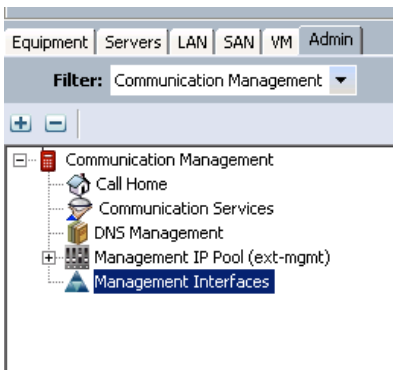 Equipment Servers LAN SAN VM Admin
Filter: Communication Management
Communication Management
Call Home
Communication Services
DNS Management
Management IP Pool (ext-mgmt)
Management Interfaces